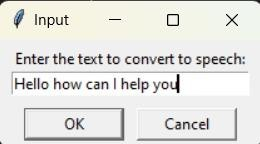 Input
Enter the text to convert to speech:
Hello how can I help you
OK
Cancel